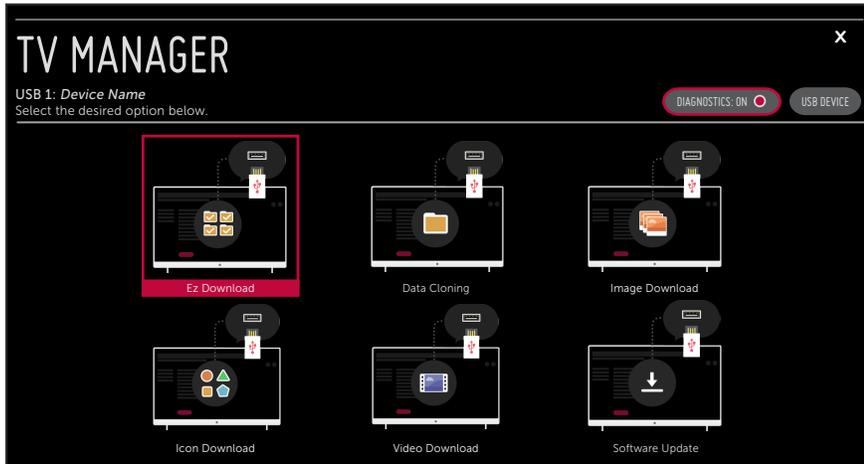 X
TV MANAGER
USB 1: Device Name
Select the desired option below.
DIAGNOSTICS: ON
USB DEVICE
Ez Download
Data Cloning
Image Download
Icon Download
Video Download
Software Update